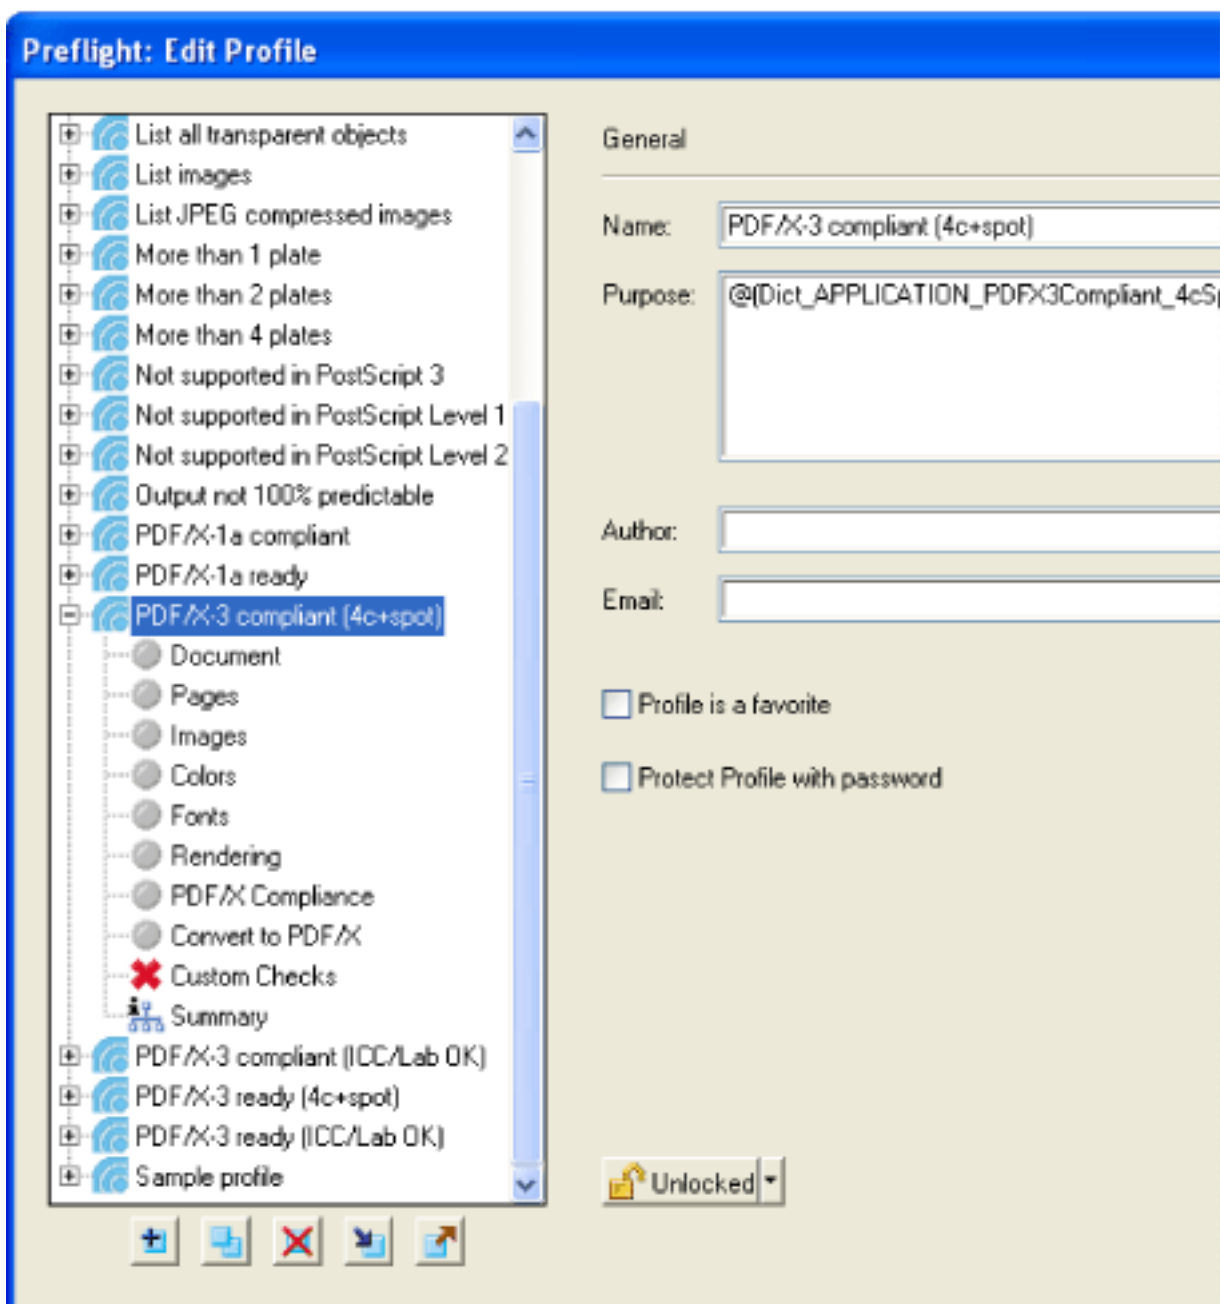 Preflight: Edit Profile
List all transparent objects
List images
List JPEG compressed images
More than 1 plate
More than 2 plates
More than 4 plates
Not supported in PostScript 3
Not supported in PostScript Level 1
Not supported in PostScript Level 2
Output not 100% predictable
PDF/X-1a compliant
PDF/X-1a ready
PDF/X-3 compliant (4c+spot)
Document
Pages
Images
Colors
Fonts
Rendering
PDF/X Compliance
Convert to PDF/X
Custom Checks
Summary
PDF/X-3 compliant (ICC/Lab OK)
PDF/X-3 ready (4c+spot)
PDF/X-3 ready (ICC/Lab OK)
Sample profile
General
Name: PDF/X-3 compliant (4c+spot)
Purpose: @(Dict_APPLICATION_PDFX3Compliant_4cSp
Author:
Email:
Profile is a favorite
Protect Profile with password
Unlocked